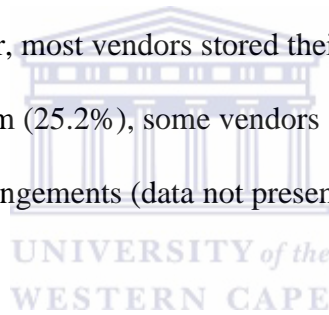 r, most vendors stored thei
m (25.2%), some vendors
ngements (data not presen
UNIVERSITY of the
WESTERN CAPE